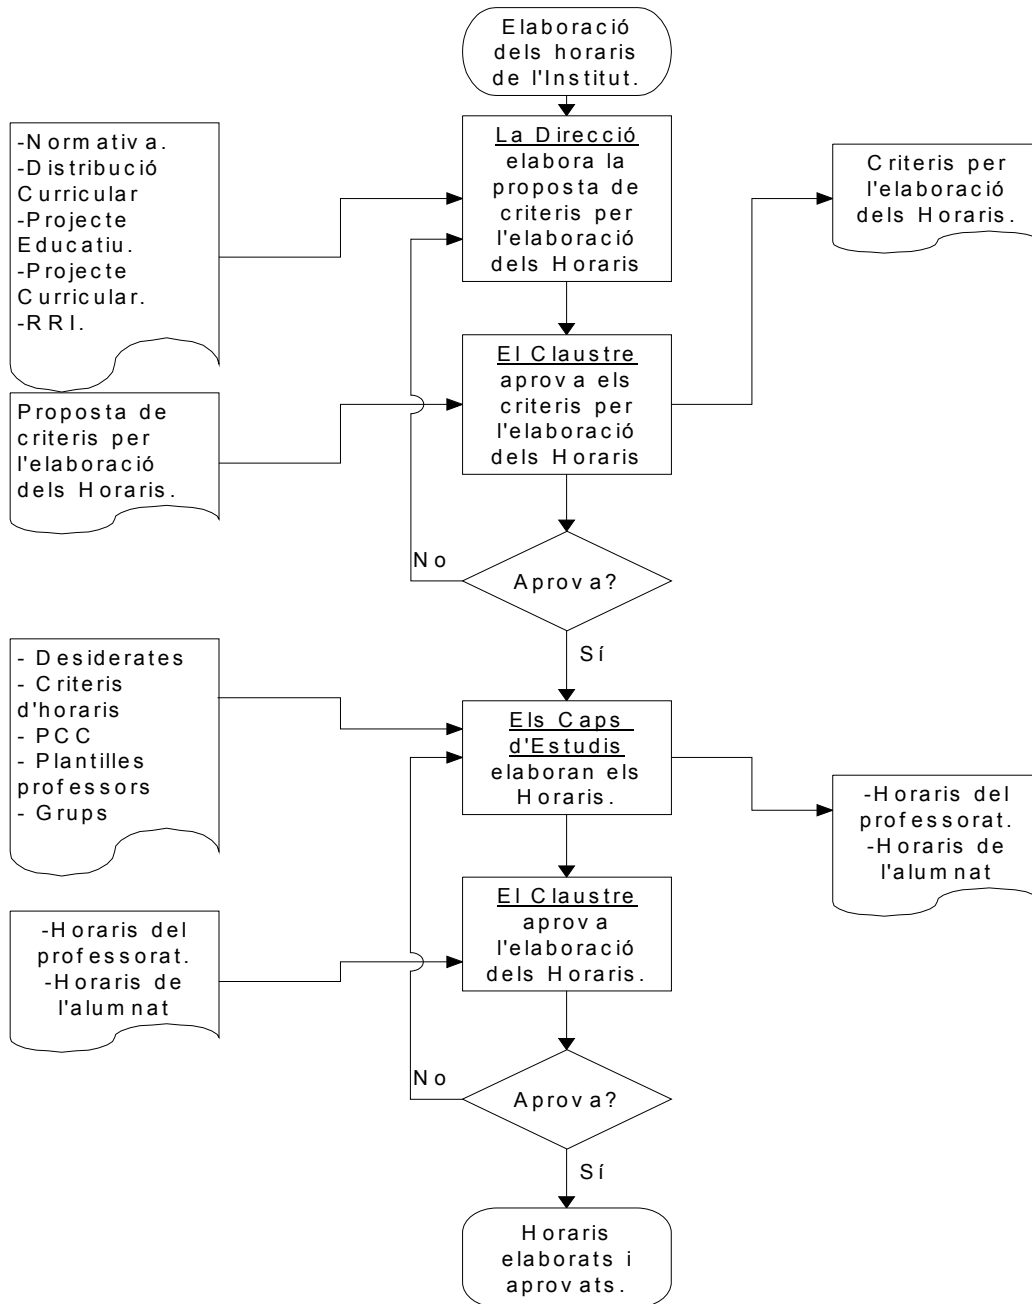 Elaboració
dels horaris
de l'Institut.
-Normativa.
-Distribució
Curricular
-Projecte
Educatiu.
-Projecte
Curricular.
-RRI.
La Direcció
elabora la
proposta de
criteris per
l'elaboració
dels Horaris
Criteris per
l'elaboració
dels Horaris.
Proposta de
criteris per
l'elaboració
dels Horaris.
El Claustre
aprova els
criteris per
l'elaboració
dels Horaris
No
Aprova?
Sí
- Desiderates
- Criteris
d'horaris
- PCC
- Plantilles
professors
- Grups
Els Caps
d'Estudis
elaboran els
Horaris.
-Horaris del
professorat.
-Horaris de
l'alumnat
-Horaris del
professorat.
-Horaris de
l'alumnat
El Claustre
aprova
l'elaboració
dels Horaris.
No
Aprova?
Sí
Horaris
elaborats i
aprovats.